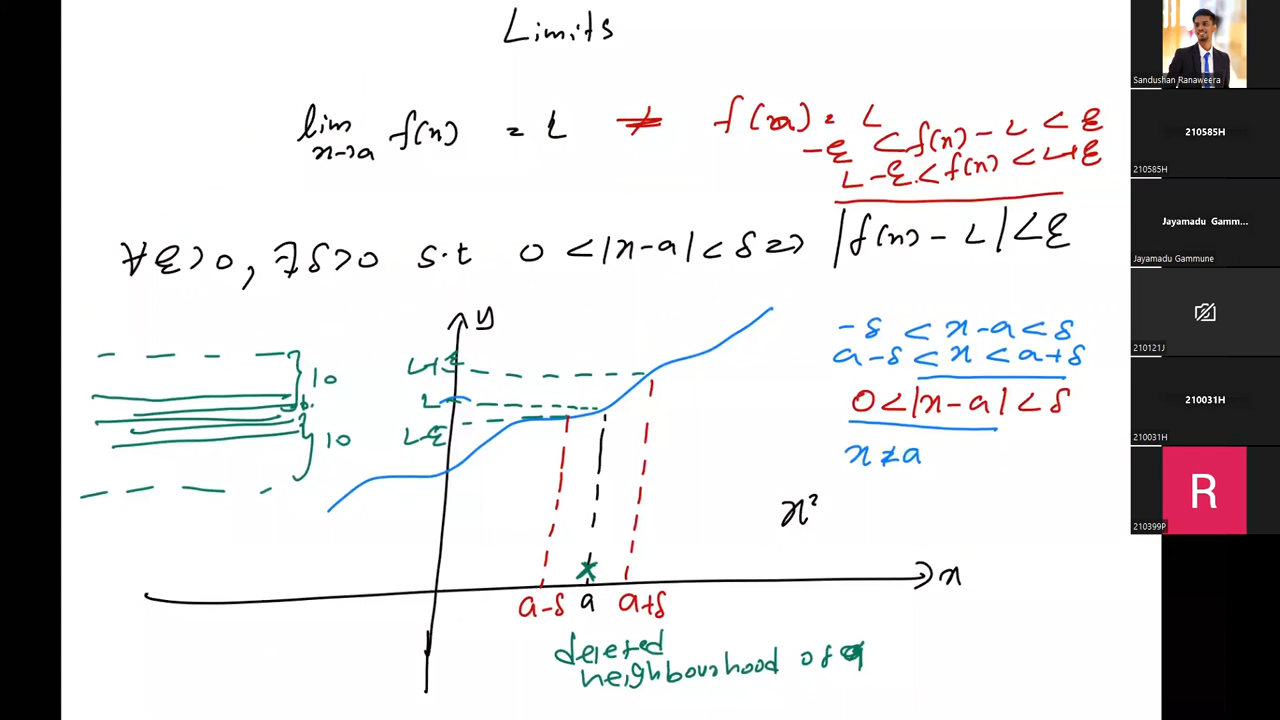 Limits
lim x→a f(x) = L ≠ f(a) = L
-ε < f(x) - L < ε
L-ε < f(x) < L+ε
∀ε>0, ∃δ>0 s.t 0 < |x-a| < δ ⇒ |f(x) - L| < ε
y
-δ < x-a < δ
a-δ < x < a+δ
0 < |x-a| < δ
x ≠ a
10
10
L+ε
L
L-ε
x²
x
a-δ a a+δ
deleted
neighbourhood of a
Sandushan Ranaweera
210585H
210585H
Jayamadu Gamm...
Jayamadu Gammune
210121J
210031H
210031H
R
210399P